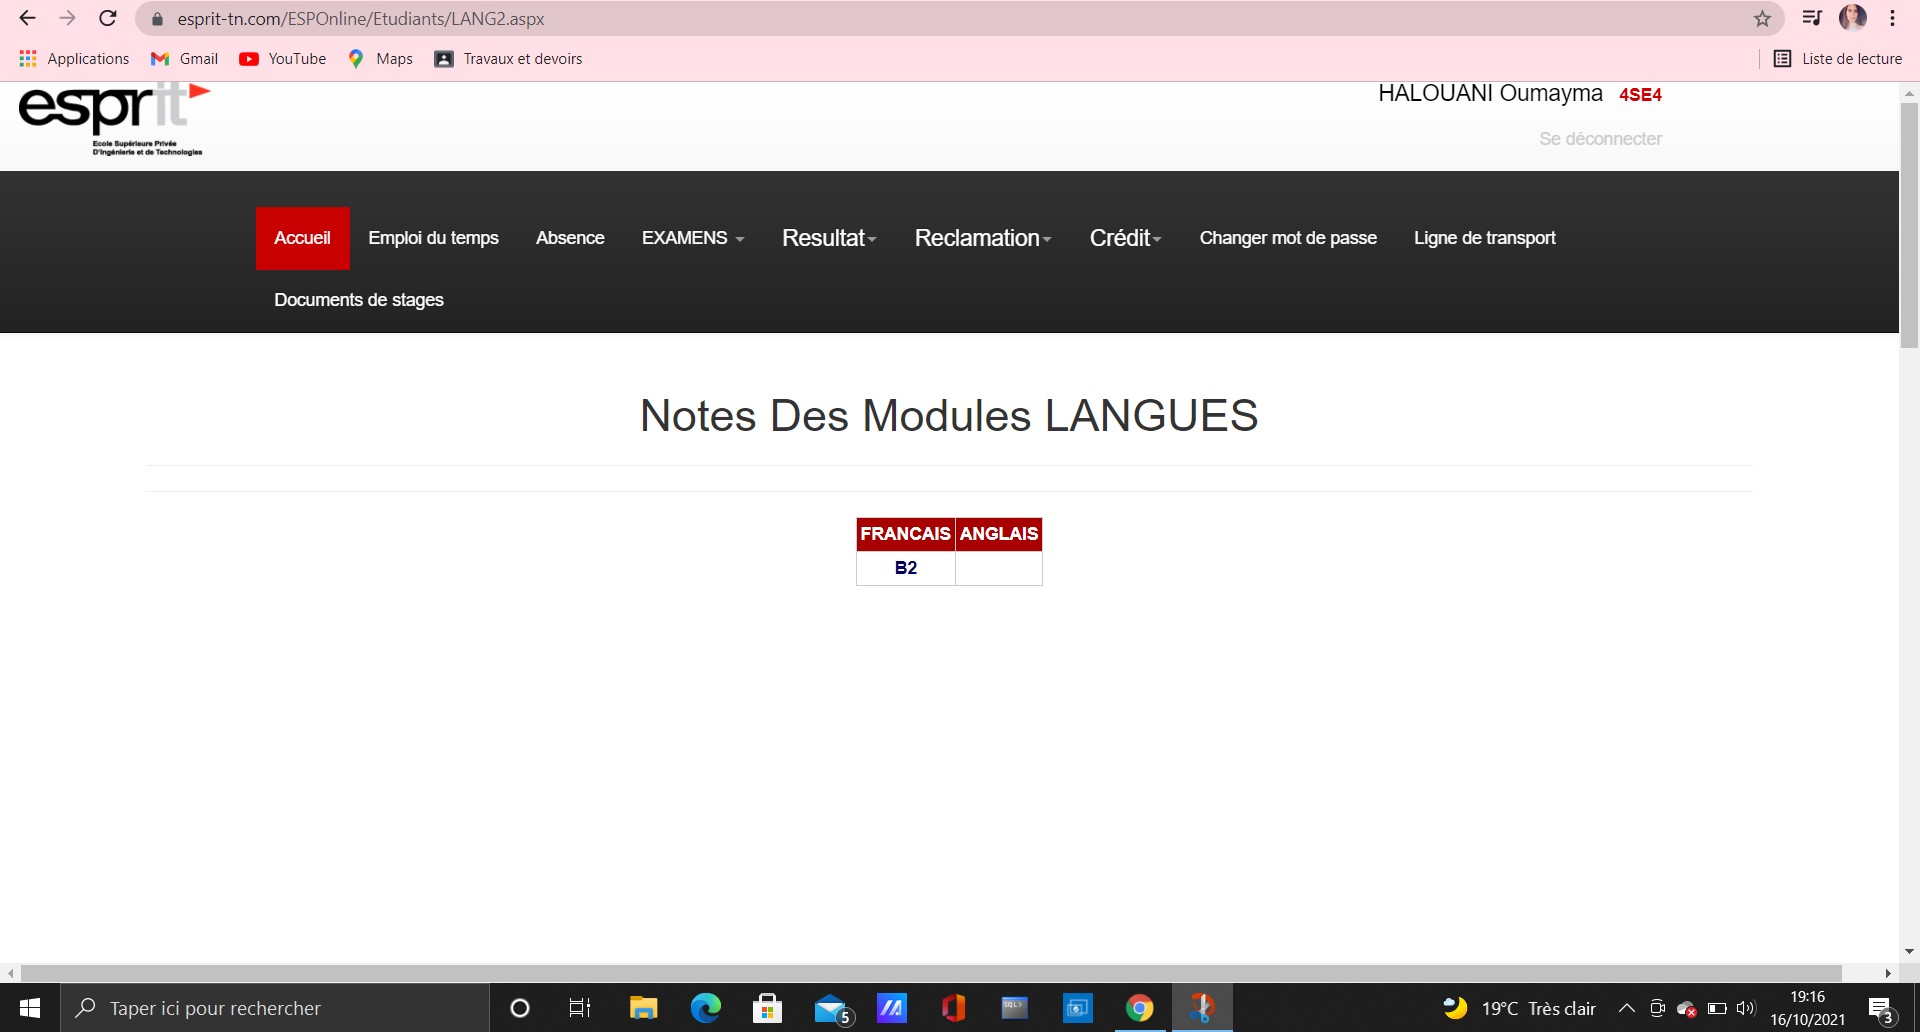 esprit-tn.com/ESPOnline/Etudiants/LANG2.aspx
Applications Gmail YouTube Maps Travaux et devoirs Liste de lecture
esprit
Ecole Supérieure Privée
D'Ingénierie et de Technologies
HALOUANI Oumayma 4SE4
Se déconnecter
Accueil Emploi du temps Absence EXAMENS Resultat Reclamation Crédit Changer mot de passe Ligne de transport
Documents de stages
Notes Des Modules LANGUES
FRANCAIS ANGLAIS
B2
Taper ici pour rechercher
5
SQL>
19°C Très clair
19:16
16/10/2021
3